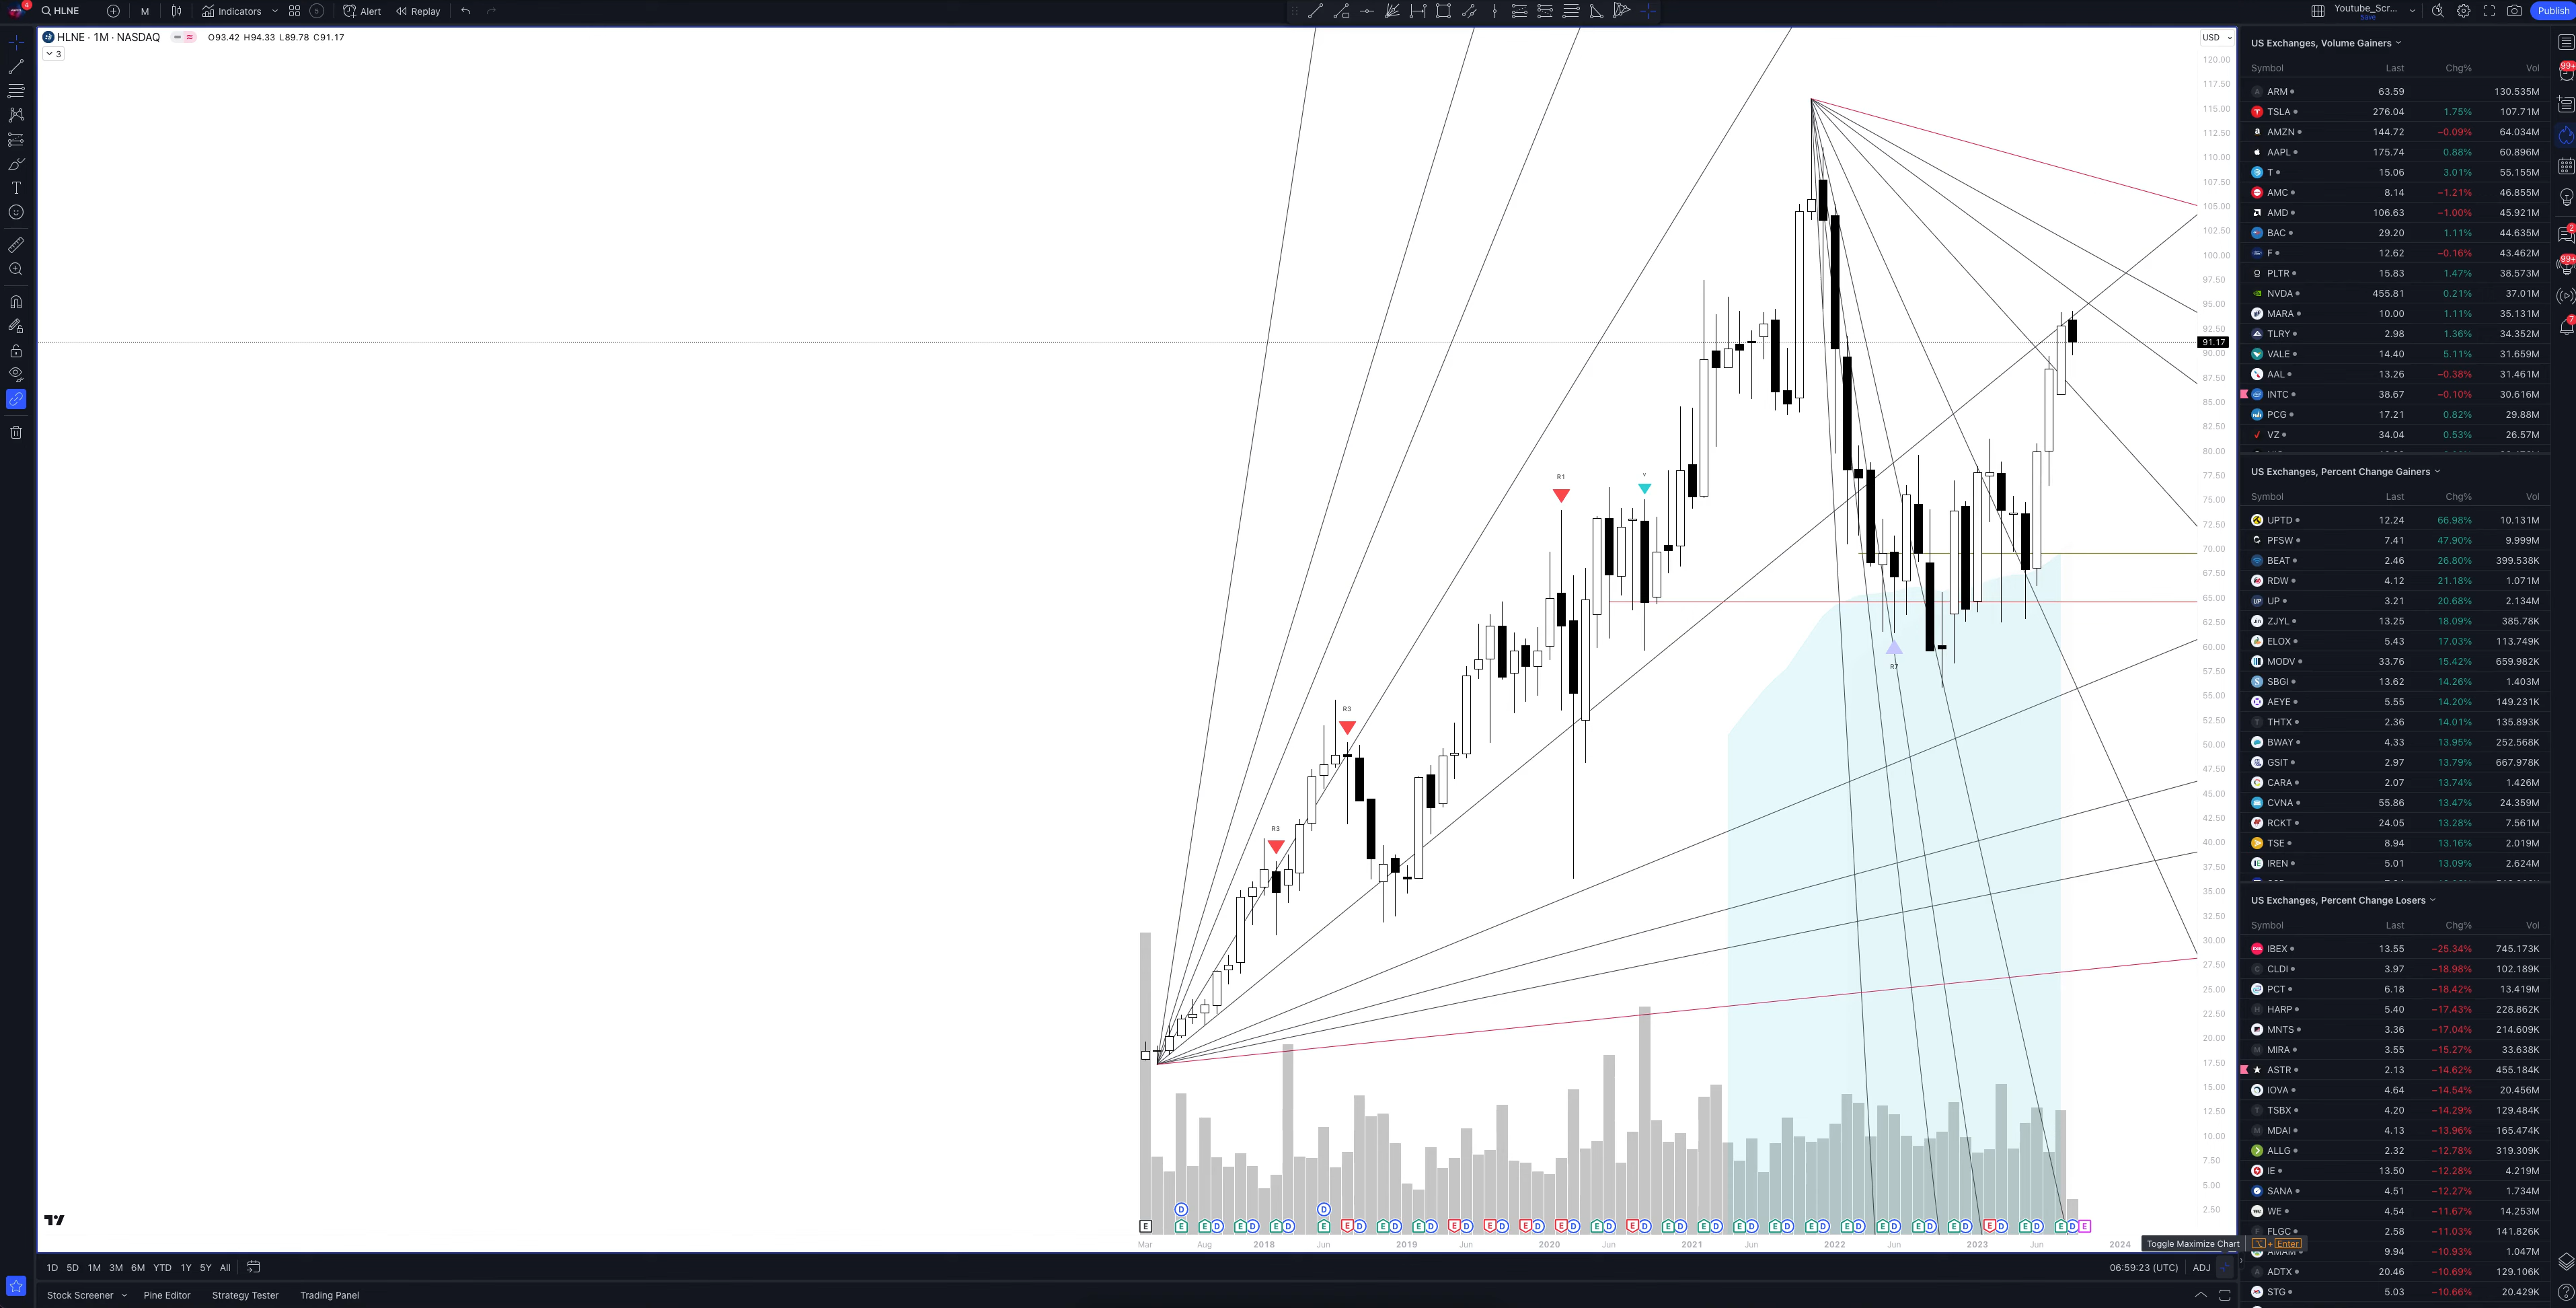 4 HLNE M Indicators 5 Alert Replay Youtube_Scr... Save Publish
HLNE · 1M · NASDAQ O93.42 H94.33 L89.78 C91.17
3
USD
120.00
117.50
115.00
112.50
110.00
107.50
105.00
102.50
100.00
97.50
95.00
92.50
91.17
90.00
87.50
85.00
82.50
80.00
77.50
75.00
72.50
70.00
67.50
65.00
62.50
60.00
57.50
55.00
52.50
50.00
47.50
45.00
42.50
40.00
37.50
35.00
32.50
30.00
27.50
25.00
22.50
20.00
17.50
15.00
12.50
10.00
7.50
5.00
2.50
R1
v
R3
R3
R7
Mar Aug 2018 Jun 2019 Jun 2020 Jun 2021 Jun 2022 Jun 2023 Jun 2024
Toggle Maximize Chart ⌥ + Enter
1D 5D 1M 3M 6M YTD 1Y 5Y All
06:59:23 (UTC) ADJ
Stock Screener Pine Editor Strategy Tester Trading Panel
US Exchanges, Volume Gainers
Symbol Last Chg% Vol
ARM 63.59 130.535M
TSLA 276.04 1.75% 107.71M
AMZN 144.72 −0.09% 64.034M
AAPL 175.74 0.88% 60.896M
T 15.06 3.01% 55.155M
AMC 8.14 −1.21% 46.855M
AMD 106.63 −1.00% 45.921M
BAC 29.20 1.11% 44.635M
F 12.62 −0.16% 43.462M
PLTR 15.83 1.47% 38.573M
NVDA 455.81 0.21% 37.01M
MARA 10.00 1.11% 35.131M
TLRY 2.98 1.36% 34.352M
VALE 14.40 5.11% 31.659M
AAL 13.26 −0.38% 31.461M
INTC 38.67 −0.10% 30.616M
PCG 17.21 0.82% 29.88M
VZ 34.04 0.53% 26.57M
US Exchanges, Percent Change Gainers
Symbol Last Chg% Vol
UPTD 12.24 66.98% 10.131M
PFSW 7.41 47.90% 9.999M
BEAT 2.46 26.80% 399.538K
RDW 4.12 21.18% 1.071M
UP 3.21 20.68% 2.134M
ZJYL 13.25 18.09% 385.78K
ELOX 5.43 17.03% 113.749K
MODV 33.76 15.42% 659.982K
SBGI 13.62 14.26% 1.403M
AEYE 5.55 14.20% 149.231K
THTX 2.36 14.01% 135.893K
BWAY 4.33 13.95% 252.568K
GSIT 2.97 13.79% 667.978K
CARA 2.07 13.74% 1.426M
CVNA 55.86 13.47% 24.359M
RCKT 24.05 13.28% 7.561M
TSE 8.94 13.16% 2.019M
IREN 5.01 13.09% 2.624M
US Exchanges, Percent Change Losers
Symbol Last Chg% Vol
IBEX 13.55 −25.34% 745.173K
CLDI 3.97 −18.98% 102.189K
PCT 6.18 −18.42% 13.419M
HARP 5.40 −17.43% 228.862K
MNTS 3.36 −17.04% 214.609K
MIRA 3.55 −15.27% 33.638K
ASTR 2.13 −14.62% 455.184K
IOVA 4.64 −14.54% 20.456M
TSBX 4.20 −14.29% 129.484K
MDAI 4.13 −13.96% 165.474K
ALLG 2.32 −12.78% 319.309K
IE 13.50 −12.28% 4.219M
SANA 4.51 −12.27% 1.734M
WE 4.54 −11.67% 14.253M
FLGC 2.58 −11.03% 141.826K
9.94 −10.93% 1.047M
ADTX 20.46 −10.69% 129.106K
STG 5.03 −10.66% 20.429K